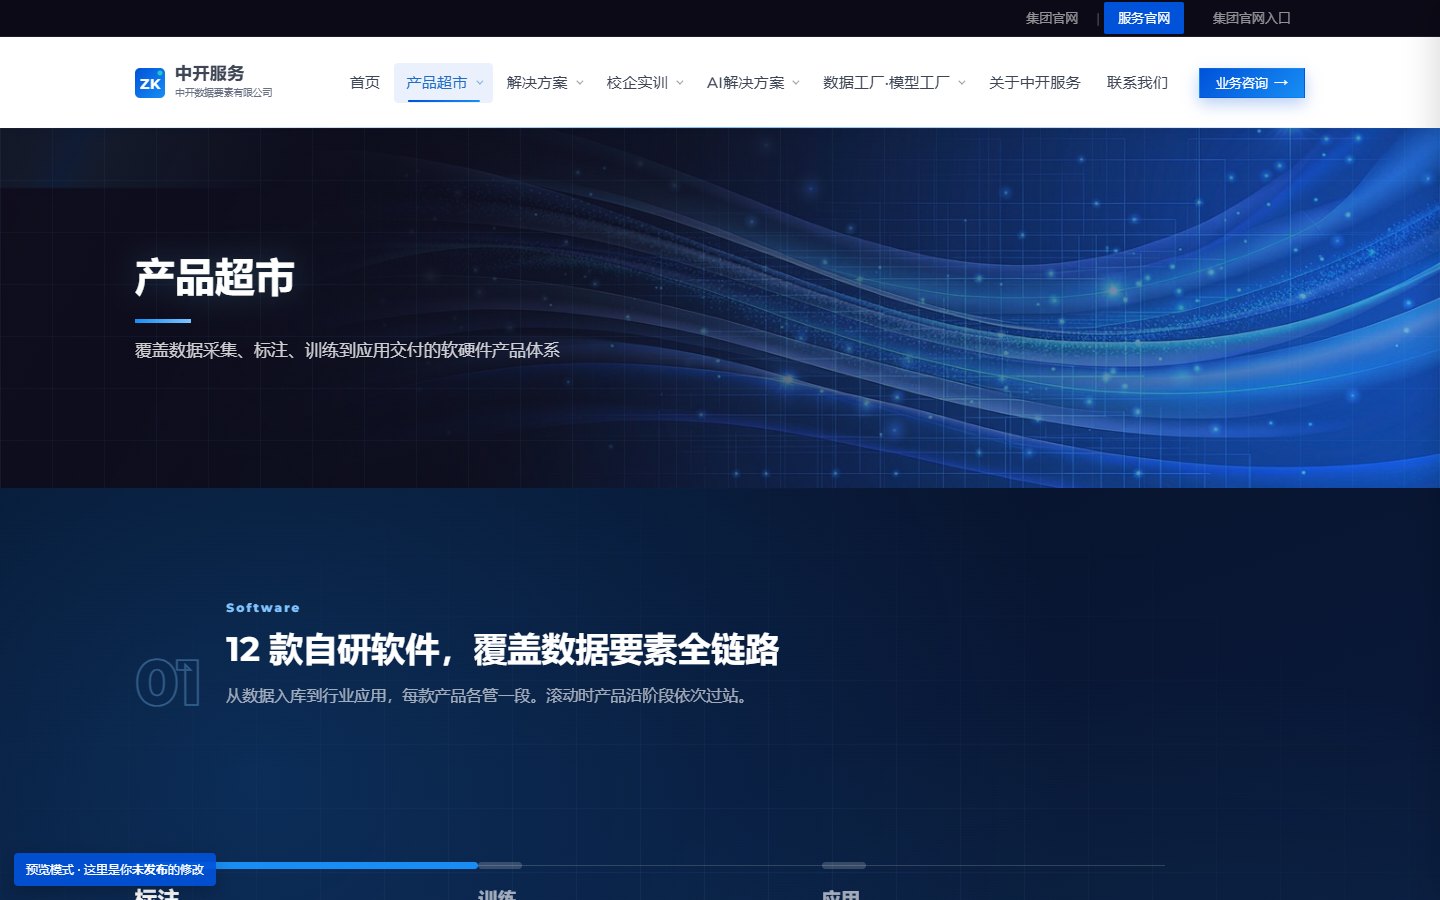 集团官网 | 服务官网 集团官网入口
ZK 中开服务
中开数据要素有限公司
首页 产品超市 解决方案 校企实训 AI解决方案 数据工厂·模型工厂 关于中开服务 联系我们 业务咨询 →
产品超市
覆盖数据采集、标注、训练到应用交付的软硬件产品体系
Software
01
12 款自研软件，覆盖数据要素全链路
从数据入库到行业应用，每款产品各管一段。滚动时产品沿阶段依次过站。
预览模式 · 这里是你未发布的修改
标注 训练 应用